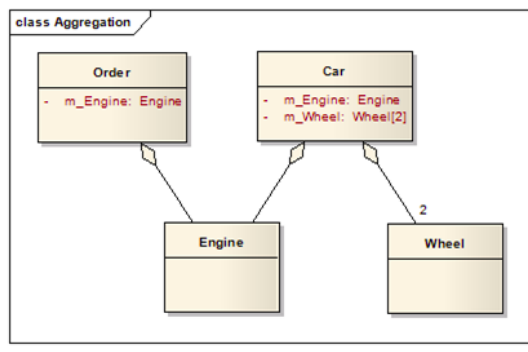 class Aggregation
Order
- m_Engine: Engine
Car
- m_Engine: Engine
- m_Wheel: Wheel[2]
2
Engine
Wheel